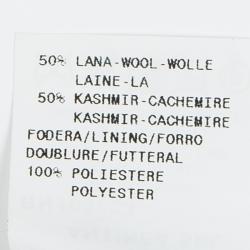 50% LANA-WOOL-WOLLE
LAINE-LA
50% KASHMIR-CACHEMIRE
KASHMIR-CACHEMIRE
FODERA/LINING/FORRO
DOUBLURE/FUTTERAL
100% POLIESTERE
POLYESTER